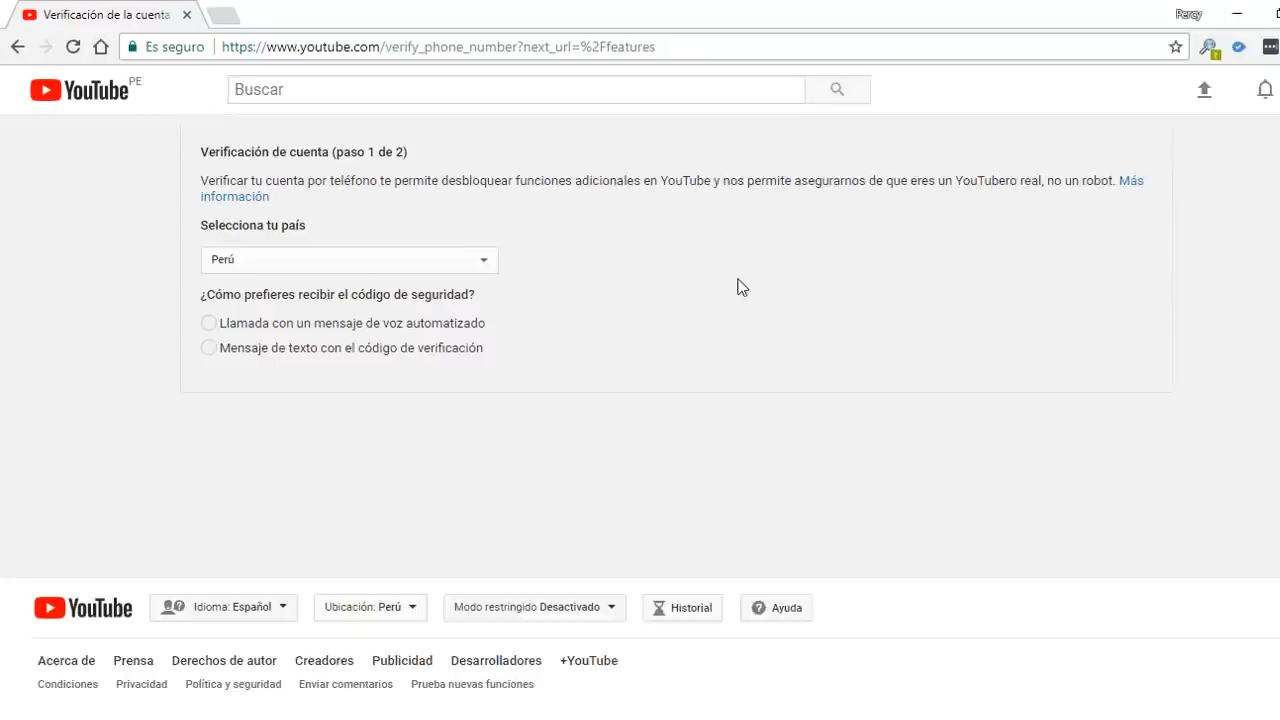 Verificación de la cuenta
Percy
Es seguro
https://www.youtube.com/verify_phone_number?next_url=%2Ffeatures
YouTube PE
Buscar
Verificación de cuenta (paso 1 de 2)
Verificar tu cuenta por teléfono te permite desbloquear funciones adicionales en YouTube y nos permite asegurarnos de que eres un YouTubero real, no un robot. Más
información
Selecciona tu país
Perú
¿Cómo prefieres recibir el código de seguridad?
Llamada con un mensaje de voz automatizado
Mensaje de texto con el código de verificación
YouTube
Idioma: Español
Ubicación: Perú
Modo restringido Desactivado
Historial
Ayuda
Acerca de Prensa Derechos de autor Creadores Publicidad Desarrolladores +YouTube
Condiciones Privacidad Política y seguridad Enviar comentarios Prueba nuevas funciones